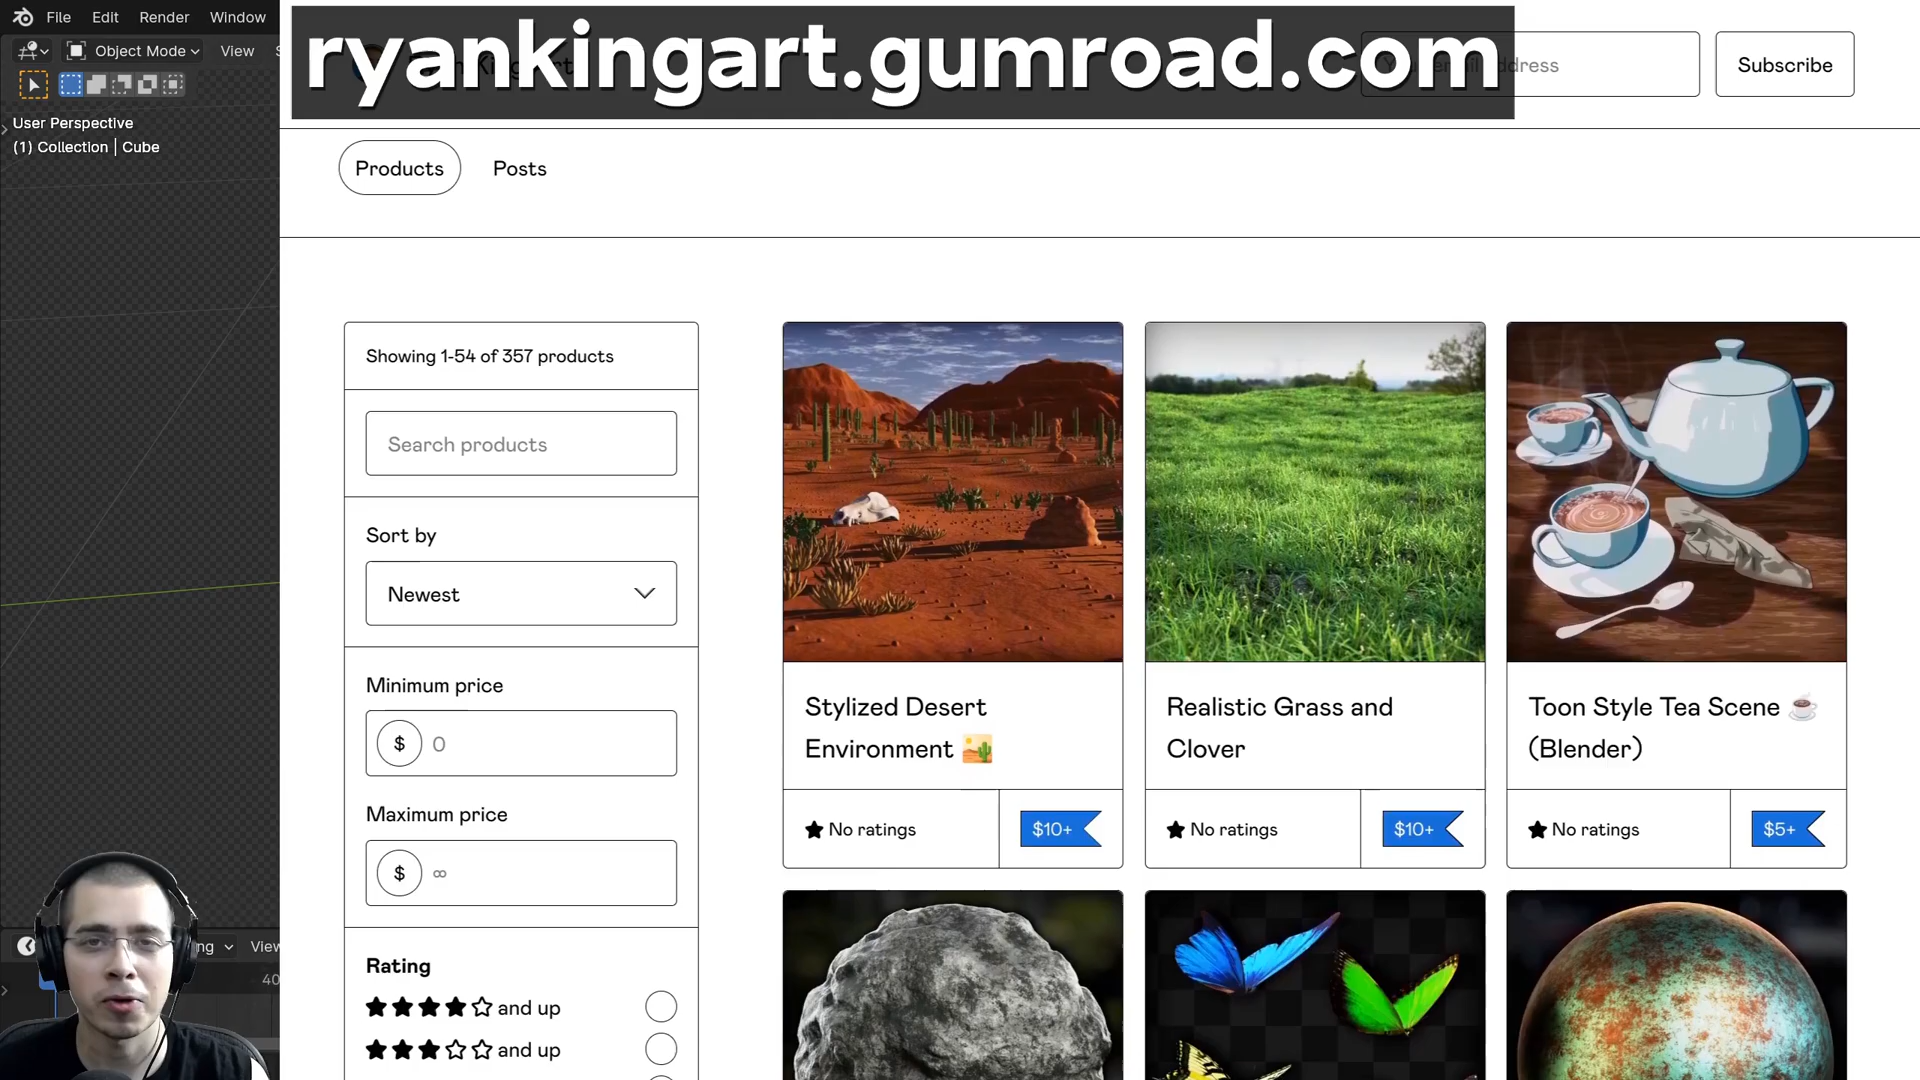 File Edit Render Window
ryankingart.gumroad.com
Object Mode
View
Subscribe
User Perspective
(1) Collection | Cube
Products
Posts
Showing 1-54 of 357 products
Search products
Sort by
Newest
Minimum price
$ 0
Maximum price
$ ∞
Rating
and up
and up
Stylized Desert
Environment
No ratings
$10+
Realistic Grass and
Clover
No ratings
$10+
Toon Style Tea Scene
(Blender)
No ratings
$5+